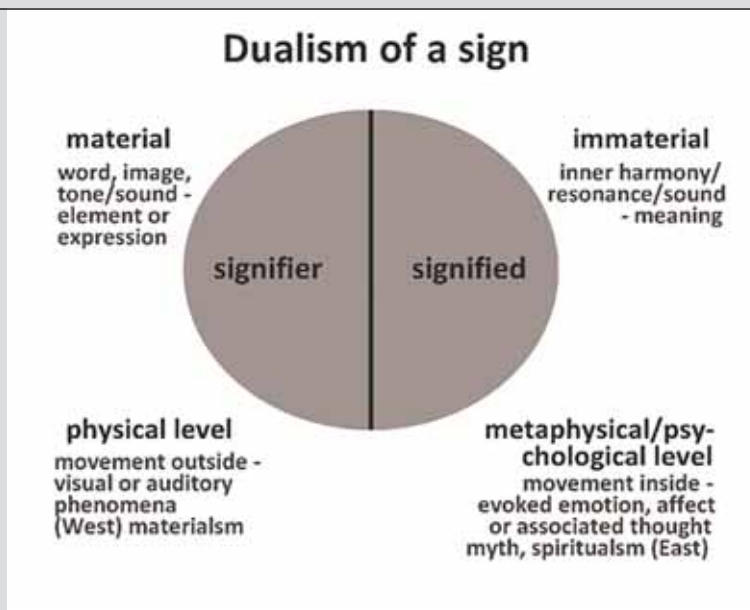 Dualism of a sign
material
word, image,
tone/sound -
element or
expression
immaterial
inner harmony/
resonance/sound
- meaning
signifier
signified
physical level
movement outside -
visual or auditory
phenomena
(West) materialsm
metaphysical/psy-
chological level
movement inside -
evoked emotion, affect
or associated thought
myth, spiritualsm (East)